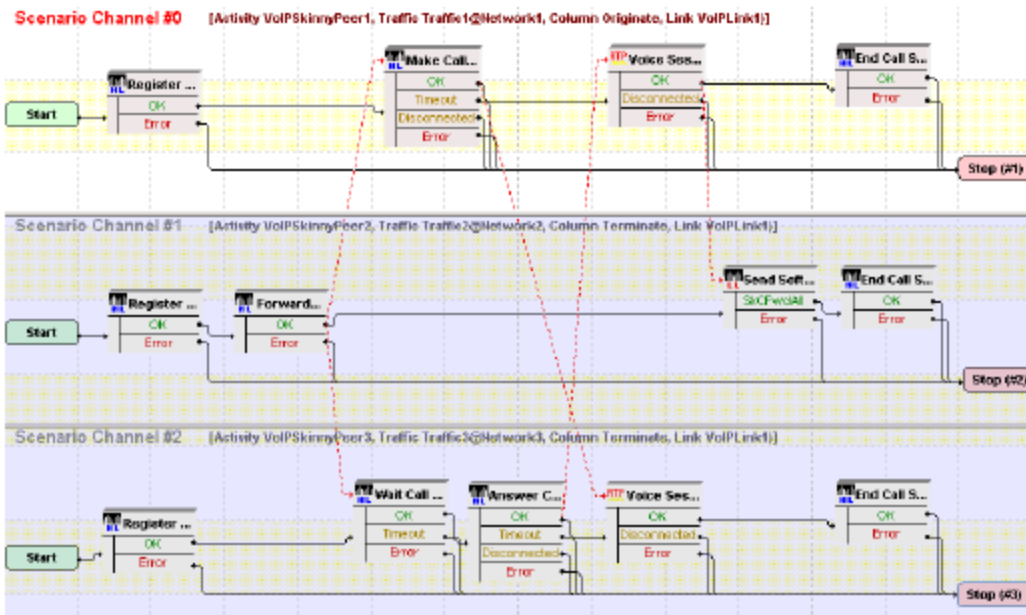 Scenario Channel #0 [Activity VoIPSkinnyPeer1, Traffic Traffic1@Network1, Column Originate, Link VoIPLink1)]
Start
Register ...
OK
Error
Make Call...
OK
Timeout
Disconnected
Error
Voice Ses...
OK
Disconnected
Error
End Call S...
OK
Error
Stop (#1)
Scenario Channel #1 [Activity VoIPSkinnyPeer2, Traffic Traffic2@Network2, Column Terminate, Link VoIPLink1)]
Start
Register ...
OK
Error
Forward...
OK
Error
Send Soft...
SkCFwdAll
Error
End Call S...
OK
Error
Stop (#2)
Scenario Channel #2 [Activity VoIPSkinnyPeer3, Traffic Traffic3@Network3, Column Terminate, Link VoIPLink1)]
Start
Register ...
OK
Error
Wait Call ...
OK
Timeout
Error
Answer C...
OK
Timeout
Disconnected
Error
Voice Ses...
OK
Disconnected
Error
End Call S...
OK
Error
Stop (#3)